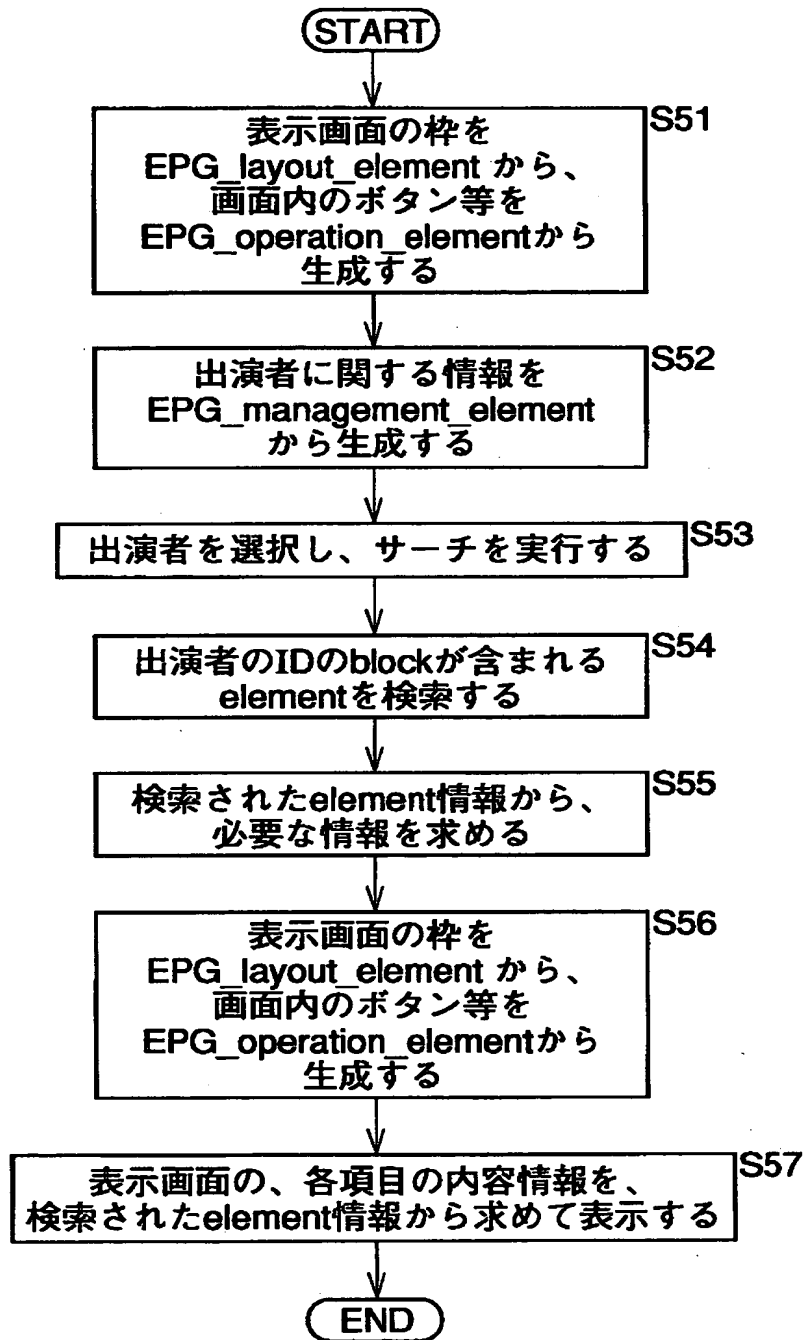 START
S51
表示画面の枠を
EPG_layout_element から、
画面内のボタン等を
EPG_operation_elementから
生成する
S52
出演者に関する情報を
EPG_management_element
から生成する
S53
出演者を選択し、サーチを実行する
S54
出演者のIDのblockが含まれる
elementを検索する
S55
検索されたelement情報から、
必要な情報を求める
S56
表示画面の枠を
EPG_layout_element から、
画面内のボタン等を
EPG_operation_elementから
生成する
S57
表示画面の、各項目の内容情報を、
検索されたelement情報から求めて表示する
END